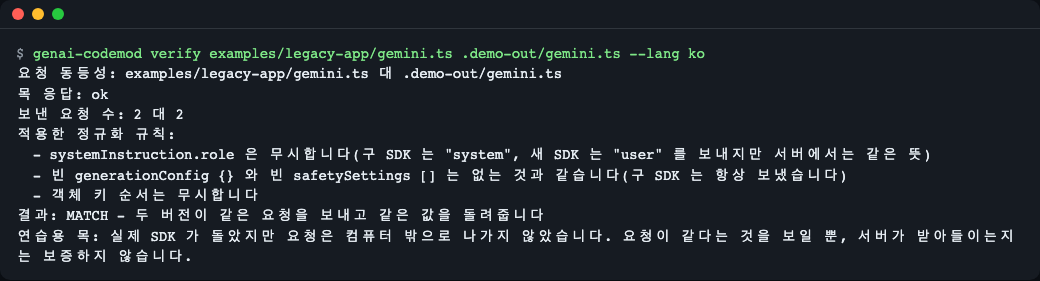 $ genai-codemod verify examples/legacy-app/gemini.ts .demo-out/gemini.ts --lang ko
요청 동등성: examples/legacy-app/gemini.ts 대 .demo-out/gemini.ts
목 응답: ok
보낸 요청 수: 2 대 2
적용한 정규화 규칙:
- systemInstruction.role 은 무시합니다(구 SDK 는 "system", 새 SDK 는 "user" 를 보내지만 서버에서는 같은 뜻)
- 빈 generationConfig {} 와 빈 safetySettings [] 는 없는 것과 같습니다(구 SDK 는 항상 보냈습니다)
- 객체 키 순서는 무시합니다
결과: MATCH – 두 버전이 같은 요청을 보내고 같은 값을 돌려줍니다
연습용 목: 실제 SDK 가 돌았지만 요청은 컴퓨터 밖으로 나가지 않았습니다. 요청이 같다는 것을 보일 뿐, 서버가 받아들이는지
는 보증하지 않습니다.